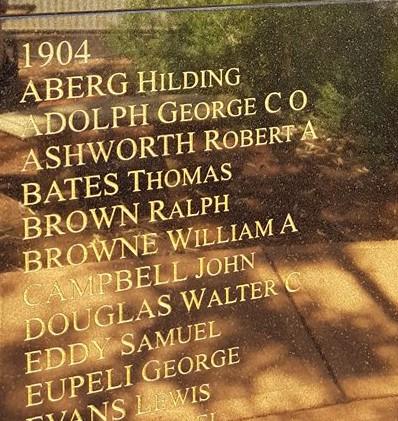 1904
ABERG HILDING
ADOLPH GEORGE C O
ASHWORTH ROBERT A
BATES THOMAS
BROWN RALPH
BROWNE WILLIAM A
CAMPBELL JOHN
DOUGLAS WALTER C
EDDY SAMUEL
EUPELI GEORGE
EVANS LEWIS